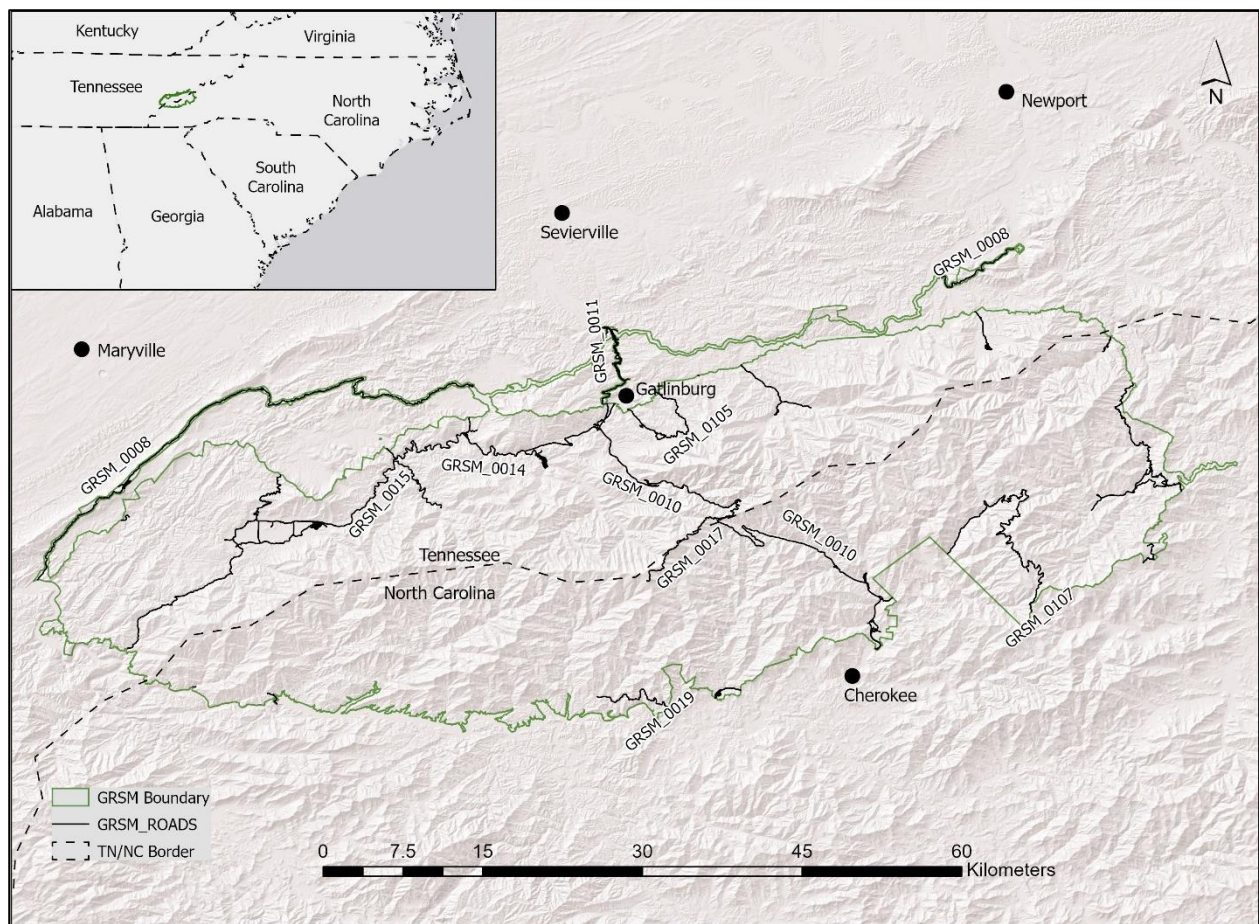 Kentucky
Virginia
Tennessee
North
Carolina
South
Carolina
Alabama
Georgia
N
Newport
Sevierville
GRSM_0008
GRSM_0011
Maryville
Gatlinburg
GRSM_0105
GRSM_0008
GRSM_0014
GRSM_0015
GRSM_0010
GRSM_0010
GRSM_0017
Tennessee
North Carolina
GRSM_0107
Cherokee
GRSM_0019
GRSM Boundary
GRSM_ROADS
TN/NC Border
0 7.5 15 30 45 60
Kilometers